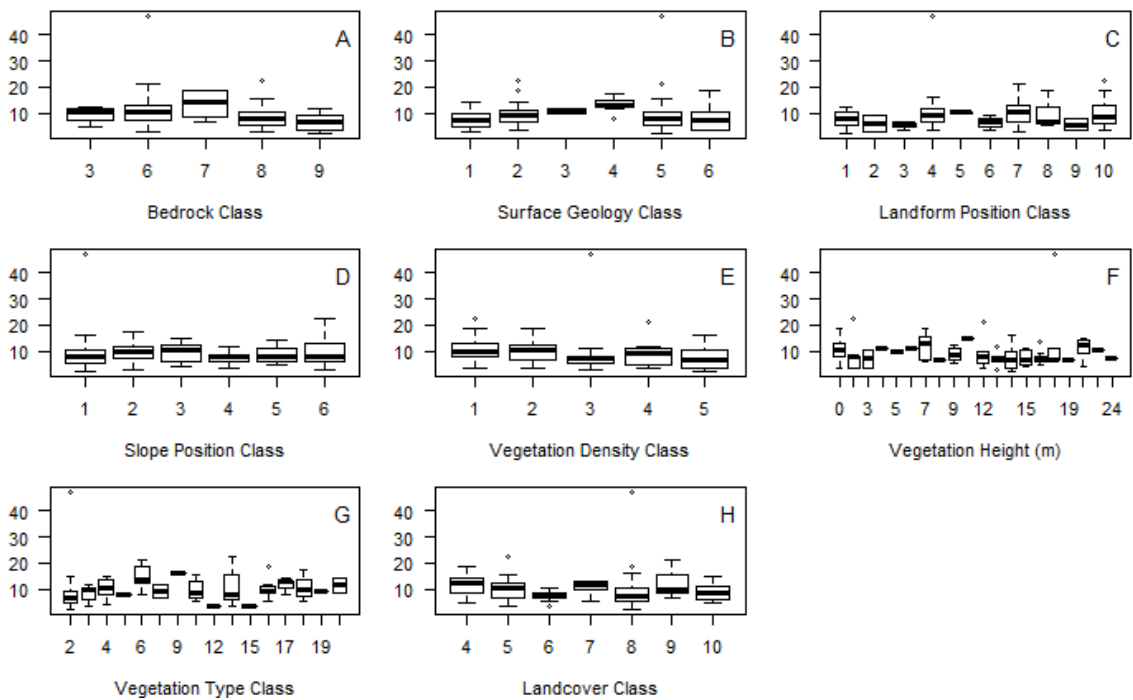 A
40
30
20
10
3 6 7 8 9
Bedrock Class
B
40
30
20
10
1 2 3 4 5 6
Surface Geology Class
C
40
30
20
10
1 2 3 4 5 6 7 8 9 10
Landform Position Class
D
40
30
20
10
1 2 3 4 5 6
Slope Position Class
E
40
30
20
10
1 2 3 4 5
Vegetation Density Class
F
40
30
20
10
0 3 5 7 9 12 15 19 24
Vegetation Height (m)
G
40
30
20
10
2 4 6 9 12 15 17 19
Vegetation Type Class
H
40
30
20
10
4 5 6 7 8 9 10
Landcover Class